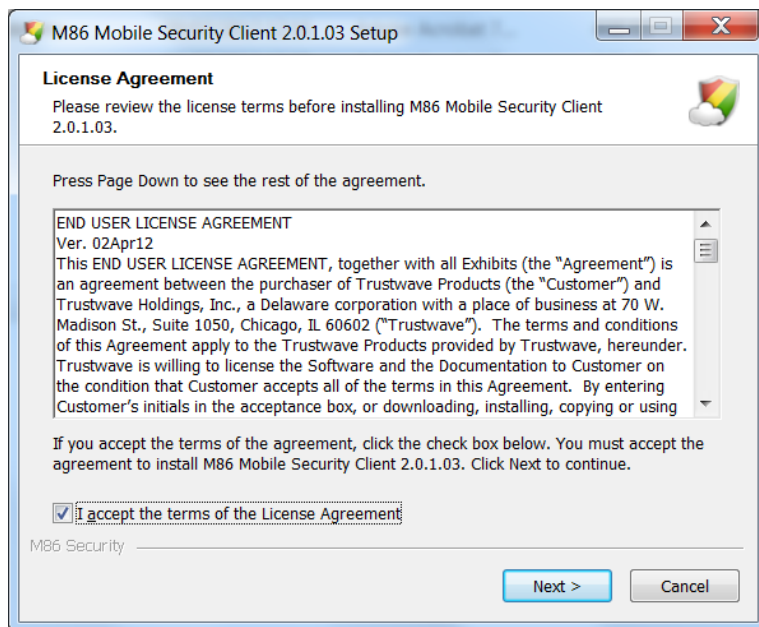 M86 Mobile Security Client 2.0.1.03 Setup
License Agreement
Please review the license terms before installing M86 Mobile Security Client
2.0.1.03.
Press Page Down to see the rest of the agreement.
END USER LICENSE AGREEMENT
Ver. 02Apr12
This END USER LICENSE AGREEMENT, together with all Exhibits (the “Agreement”) is
an agreement between the purchaser of Trustwave Products (the “Customer”) and
Trustwave Holdings, Inc., a Delaware corporation with a place of business at 70 W.
Madison St., Suite 1050, Chicago, IL 60602 (“Trustwave”).  The terms and conditions
of this Agreement apply to the Trustwave Products provided by Trustwave, hereunder.
Trustwave is willing to license the Software and the Documentation to Customer on
the condition that Customer accepts all of the terms in this Agreement.  By entering
Customer’s initials in the acceptance box, or downloading, installing, copying or using
If you accept the terms of the agreement, click the check box below. You must accept the
agreement to install M86 Mobile Security Client 2.0.1.03. Click Next to continue.
I accept the terms of the License Agreement
M86 Security
Next >
Cancel